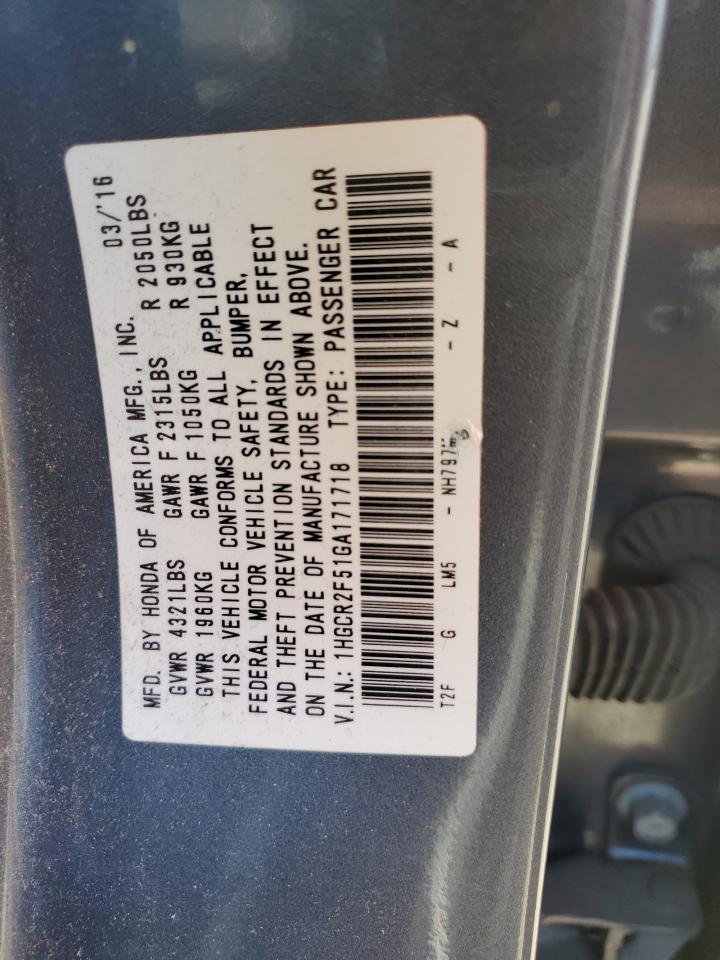 MFD. BY HONDA OF AMERICA MFG., INC. 03/'16
GVWR 4321LBS GAWR F 2315LBS R 2050LBS
GVWR 1960KG GAWR F 1050KG R 930KG
THIS VEHICLE CONFORMS TO ALL APPLICABLE
FEDERAL MOTOR VEHICLE SAFETY, BUMPER,
AND THEFT PREVENTION STANDARDS IN EFFECT
ON THE DATE OF MANUFACTURE SHOWN ABOVE.
V.I.N.: 1HGCR2F51GA171718 TYPE: PASSENGER CAR
T2F G LM5 - NH797 - Z - A